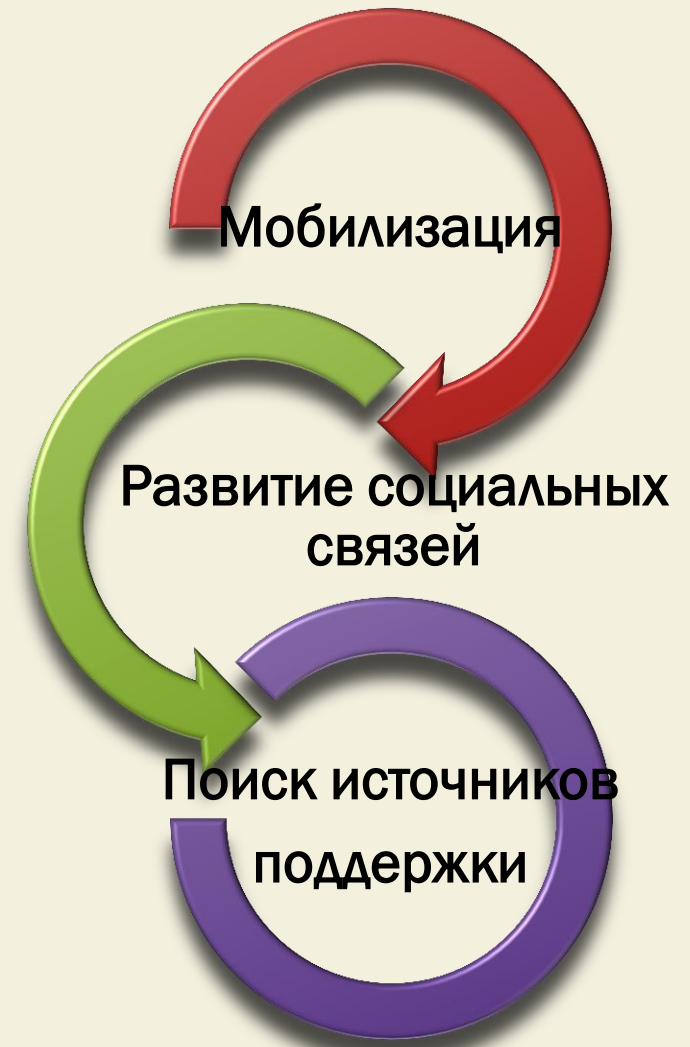 Мобилизация
Развитие социальных
связей
Поиск источников
поддержки